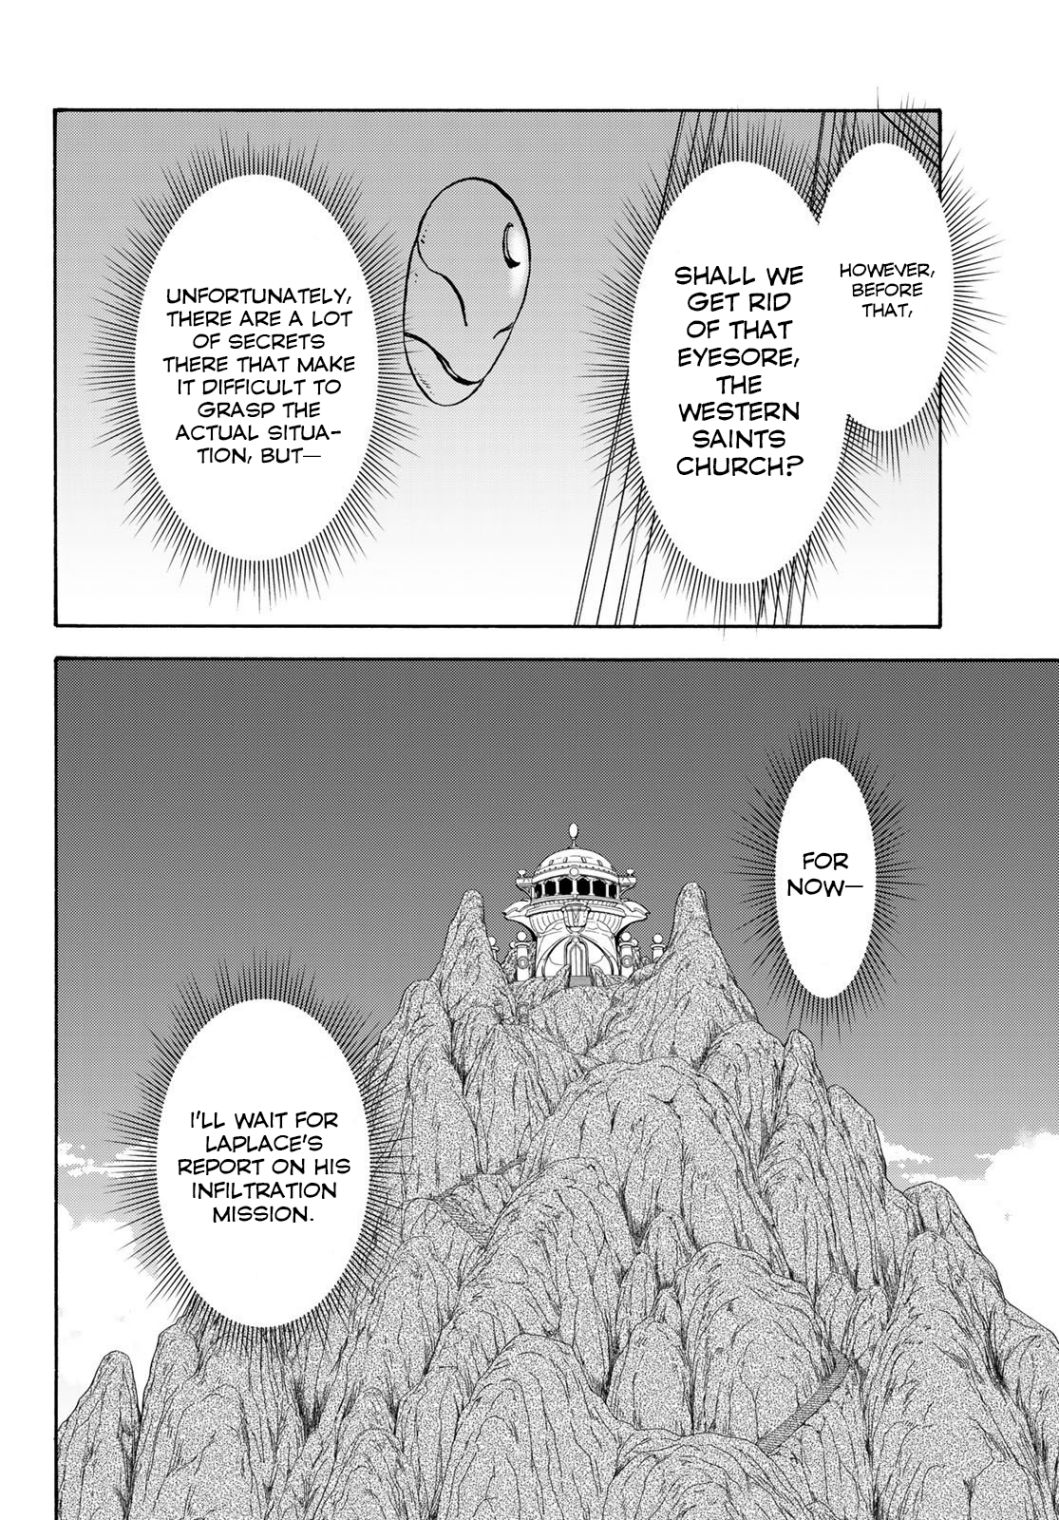 HOWEVER,
BEFORE
THAT,
SHALL WE
GET RID
OF THAT
EYESORE,
THE
WESTERN
SAINTS
CHURCH?
UNFORTUNATELY,
THERE ARE A LOT
OF SECRETS
THERE THAT MAKE
IT DIFFICULT TO
GRASP THE
ACTUAL SITUA-
TION, BUT—
FOR
NOW—
I'LL WAIT FOR
LAPLACE'S
REPORT ON HIS
INFILTRATION
MISSION.